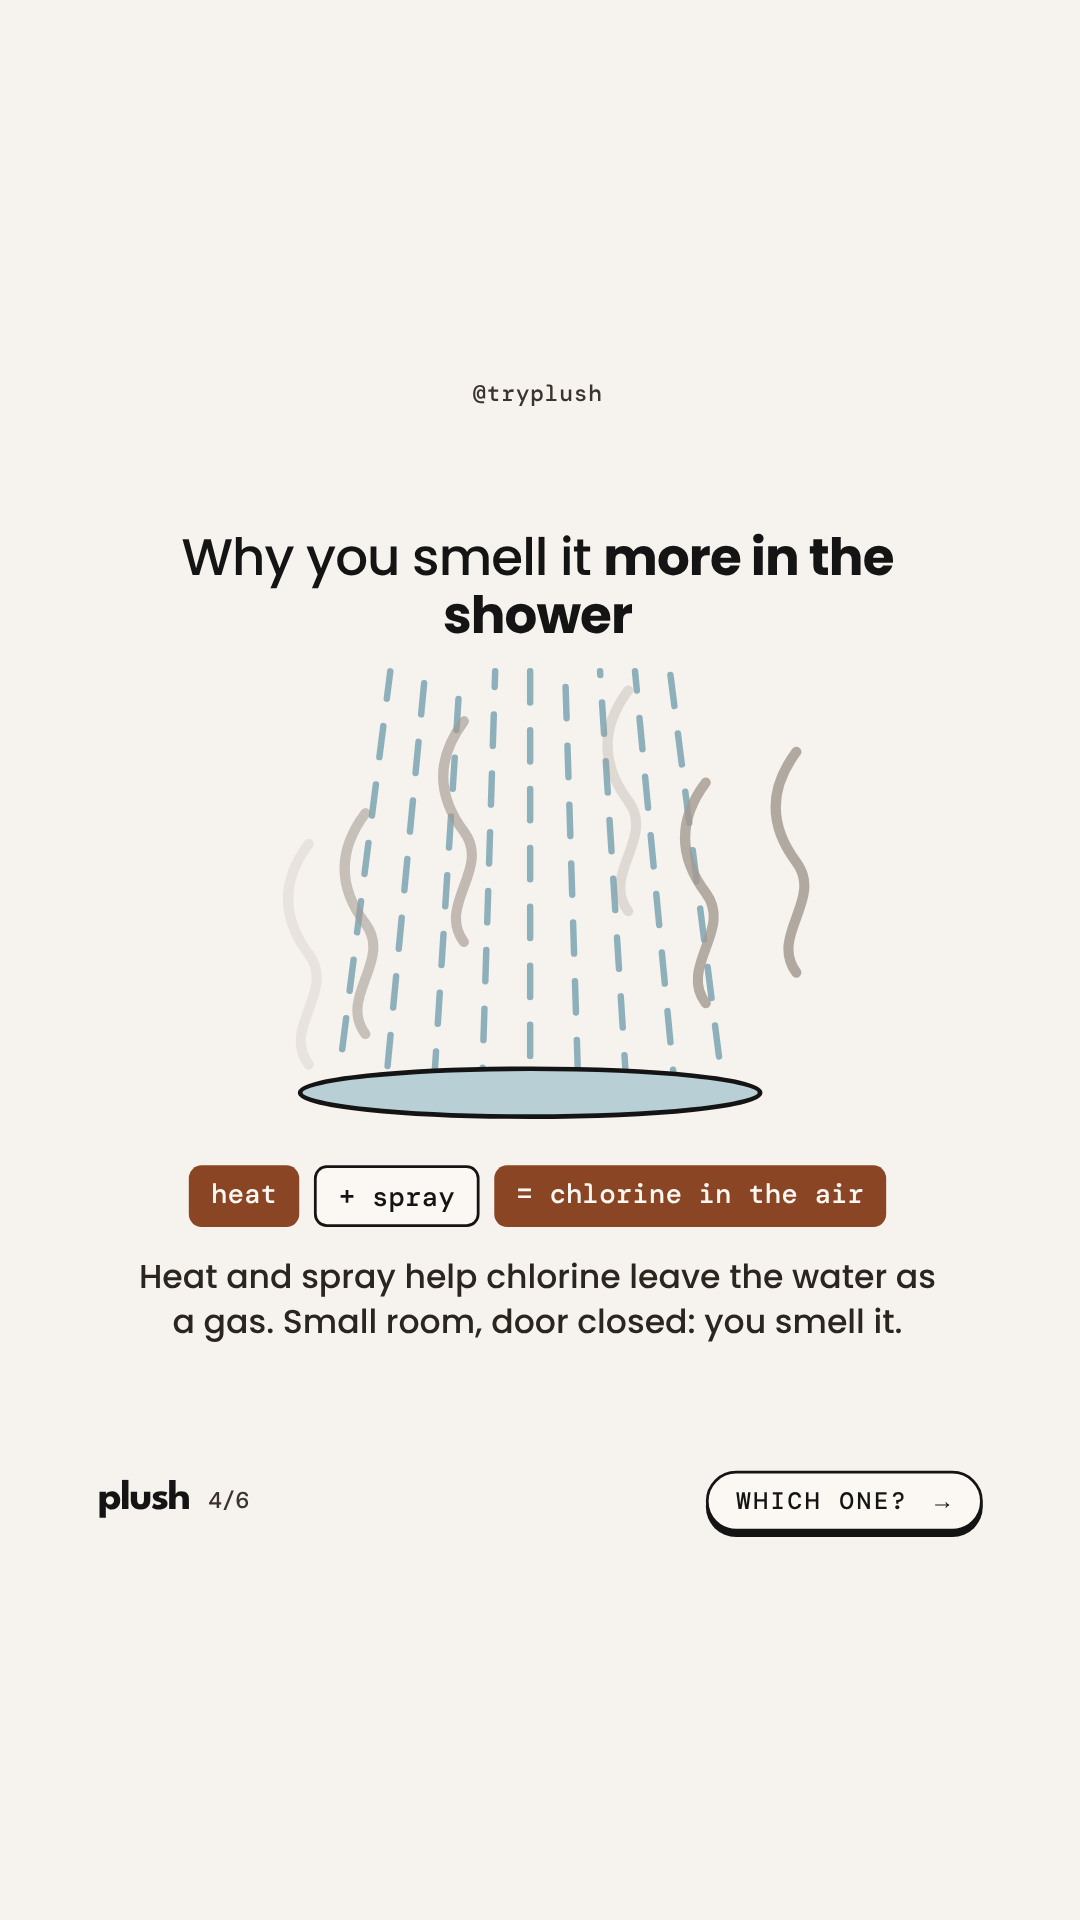 @tryplush
Why you smell it more in the
shower
heat + spray = chlorine in the air
Heat and spray help chlorine leave the water as
a gas. Small room, door closed: you smell it.
plush 4/6 WHICH ONE? →